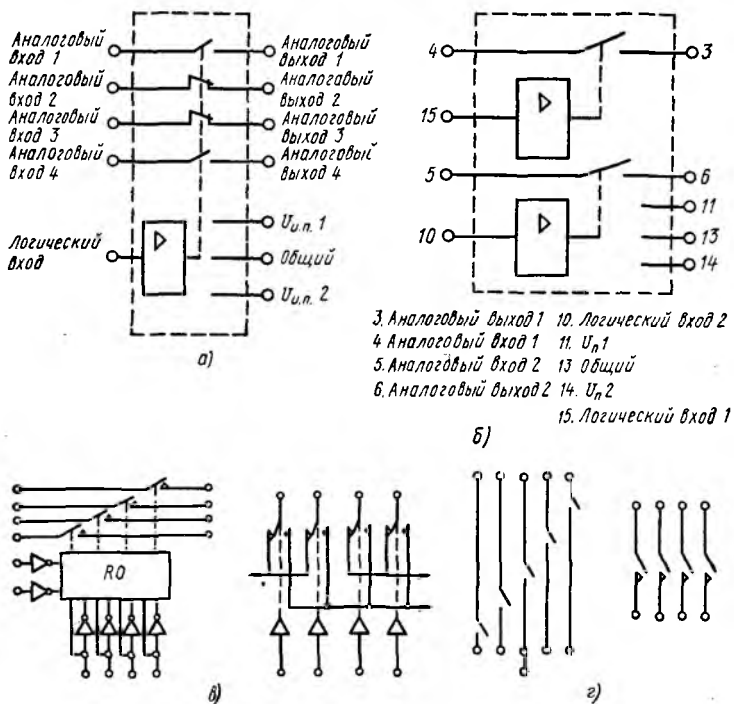 Аналоговый
вход 1
Аналоговый
вход 2
Аналоговый
вход 3
Аналоговый
вход 4
Логический
вход
Аналоговый
выход 1
Аналоговый
выход 2
Аналоговый
выход 3
Аналоговый
выход 4
Uи.п. 1
Общий
Uи.п. 2
а)
4
3
15
5
6
11
10
13
14
3. Аналоговый выход 1 10. Логический вход 2
4 Аналоговый вход 1 11. Uп 1
5. Аналоговый вход 2 13 Общий
6. Аналоговый выход 2 14. Uп 2
15. Логический вход 1
б)
RO
в)
г)